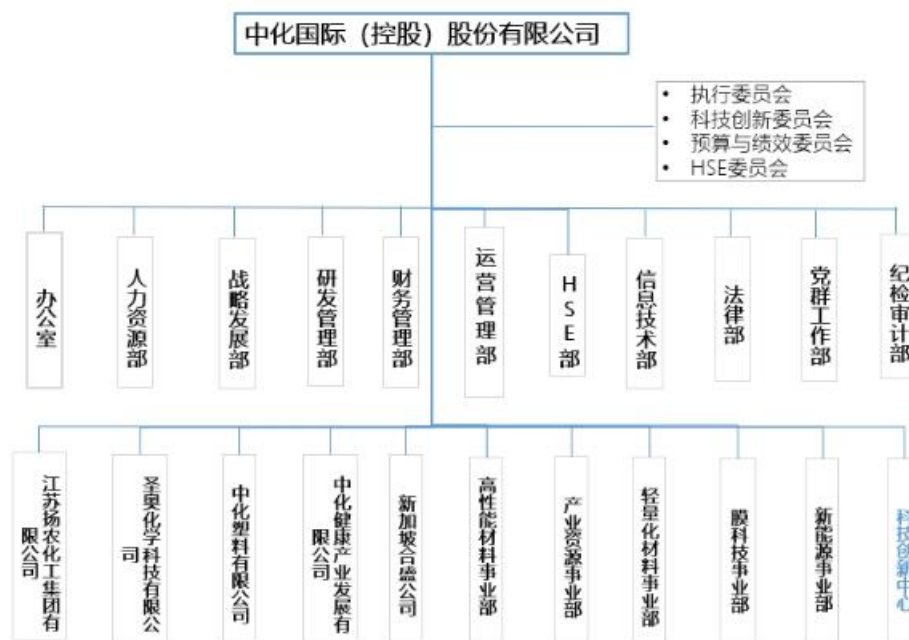 中化国际（控股）股份有限公司
• 执行委员会
• 科技创新委员会
• 预算与绩效委员会
• HSE委员会
办公室
人力资源部
战略发展部
研发管理部
财务管理部
运营管理部
HSE部
信息技术部
法律部
党群工作部
纪检审计部
江苏扬农化工集团有
限公司
圣奥化学科技有限公
司
中化塑料有限公司
中化健康产业发展有
限公司
新加坡合盛公司
高性能材料事业部
产业资源事业部
轻量化材料事业部
膜科技事业部
新能源事业部
科技创新中心